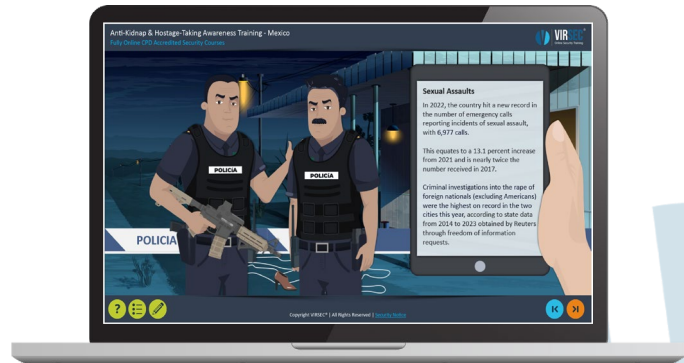 Anti-Kidnap & Hostage-Taking Awareness Training - Mexico
Fully Online CPD Accredited Security Courses
VIRSEC
Online Security Training
Sexual Assaults
In 2022, the country hit a new record in
the number of emergency calls
reporting incidents of sexual assault,
with 6,977 calls.
This equates to a 13.1 percent increase
from 2021 and is nearly twice the
number received in 2017.
Criminal investigations into the rape of
foreign nationals (excluding Americans)
were the highest on record in the two
cities this year, according to state data
from 2014 to 2023 obtained by Reuters
through freedom of information
requests.
POLICÍA
POLICÍA
POLICIA
?
Copyright VIRSEC® | All Rights Reserved | Security Notice